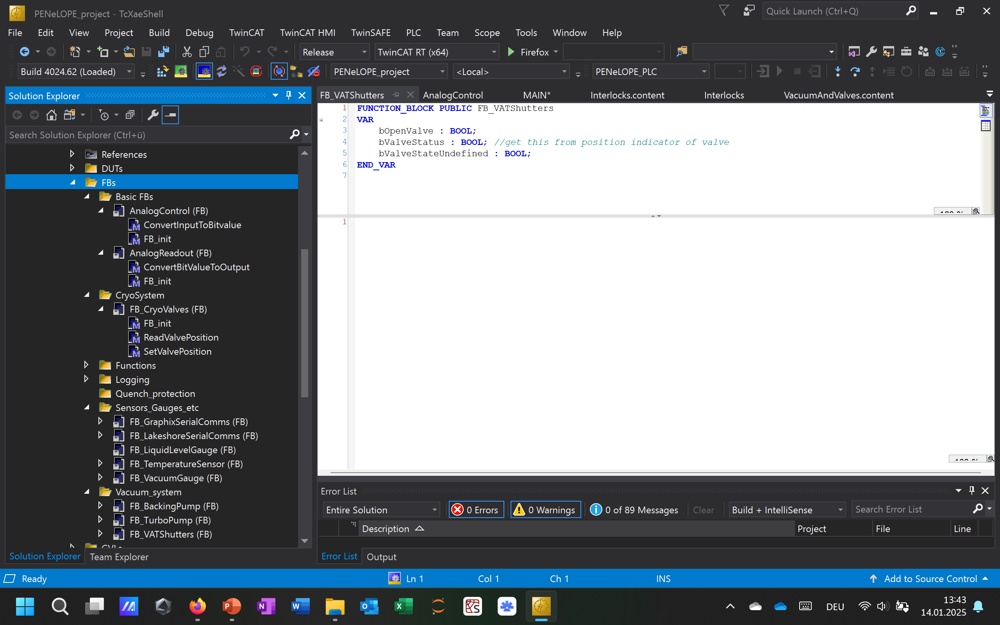 PENeLOPE_project - TcXaeShell
Quick Launch (Ctrl+Q)
File Edit View Project Build Debug TwinCAT TwinCAT HMI TwinSAFE PLC Team Scope Tools Window Help
Release TwinCAT RT (x64) Firefox
Build 4024.62 (Loaded) PENeLOPE_project <Local> PENeLOPE_PLC
Solution Explorer
Search Solution Explorer (Ctrl+ü)
References
DUTs
FBs
Basic FBs
AnalogControl (FB)
ConvertInputToBitvalue
FB_init
AnalogReadout (FB)
ConvertBitValueToOutput
FB_init
CryoSystem
FB_CryoValves (FB)
FB_init
ReadValvePosition
SetValvePosition
Functions
Logging
Quench_protection
Sensors_Gauges_etc
FB_GraphixSerialComms (FB)
FB_LakeshoreSerialComms (FB)
FB_LiquidLevelGauge (FB)
FB_TemperatureSensor (FB)
FB_VacuumGauge (FB)
Vacuum_system
FB_BackingPump (FB)
FB_TurboPump (FB)
FB_VATShutters (FB)
Solution Explorer Team Explorer
FB_VATShutters AnalogControl MAIN* Interlocks.content Interlocks VacuumAndValves.content
1 FUNCTION_BLOCK PUBLIC FB_VATShutters
2 VAR
3 bOpenValve : BOOL;
4 bValveStatus : BOOL; //get this from position indicator of valve
5 bValveStateUndefined : BOOL;
6 END_VAR
7
1
Error List
Entire Solution 0 Errors 0 Warnings 0 of 89 Messages Clear Build + IntelliSense Search Error List
Description Project File Line
Error List Output
Ready Ln 1 Col 1 Ch 1 INS Add to Source Control
DEU 13:43
14.01.2025